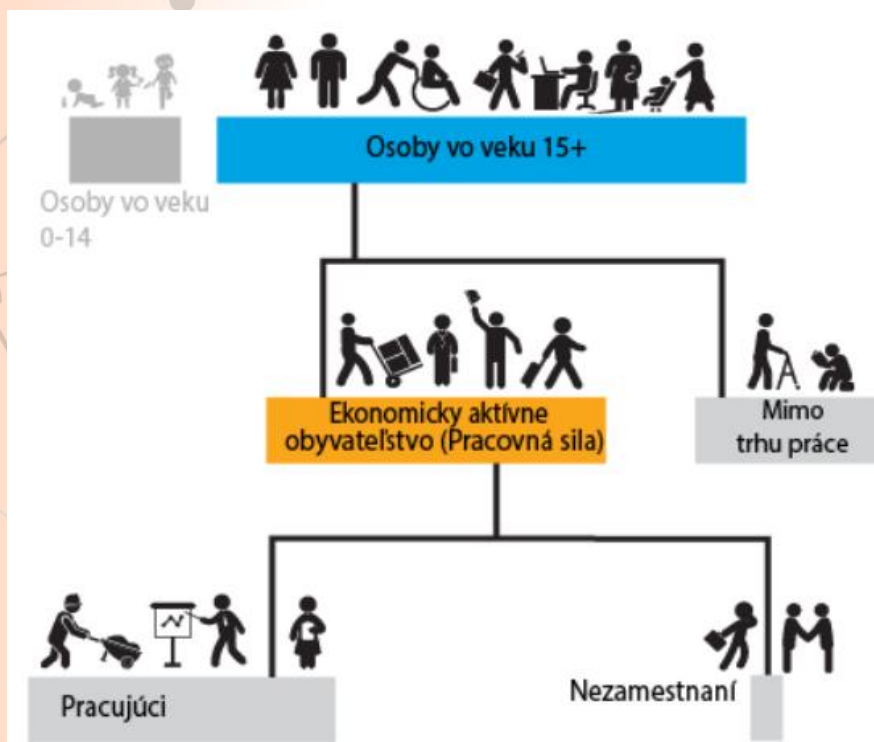 Osoby vo veku 15+
Osoby vo veku
0-14
Ekonomicky aktívne
obyvateľstvo (Pracovná sila)
Mimo
trhu práce
Pracujúci
Nezamestnaní